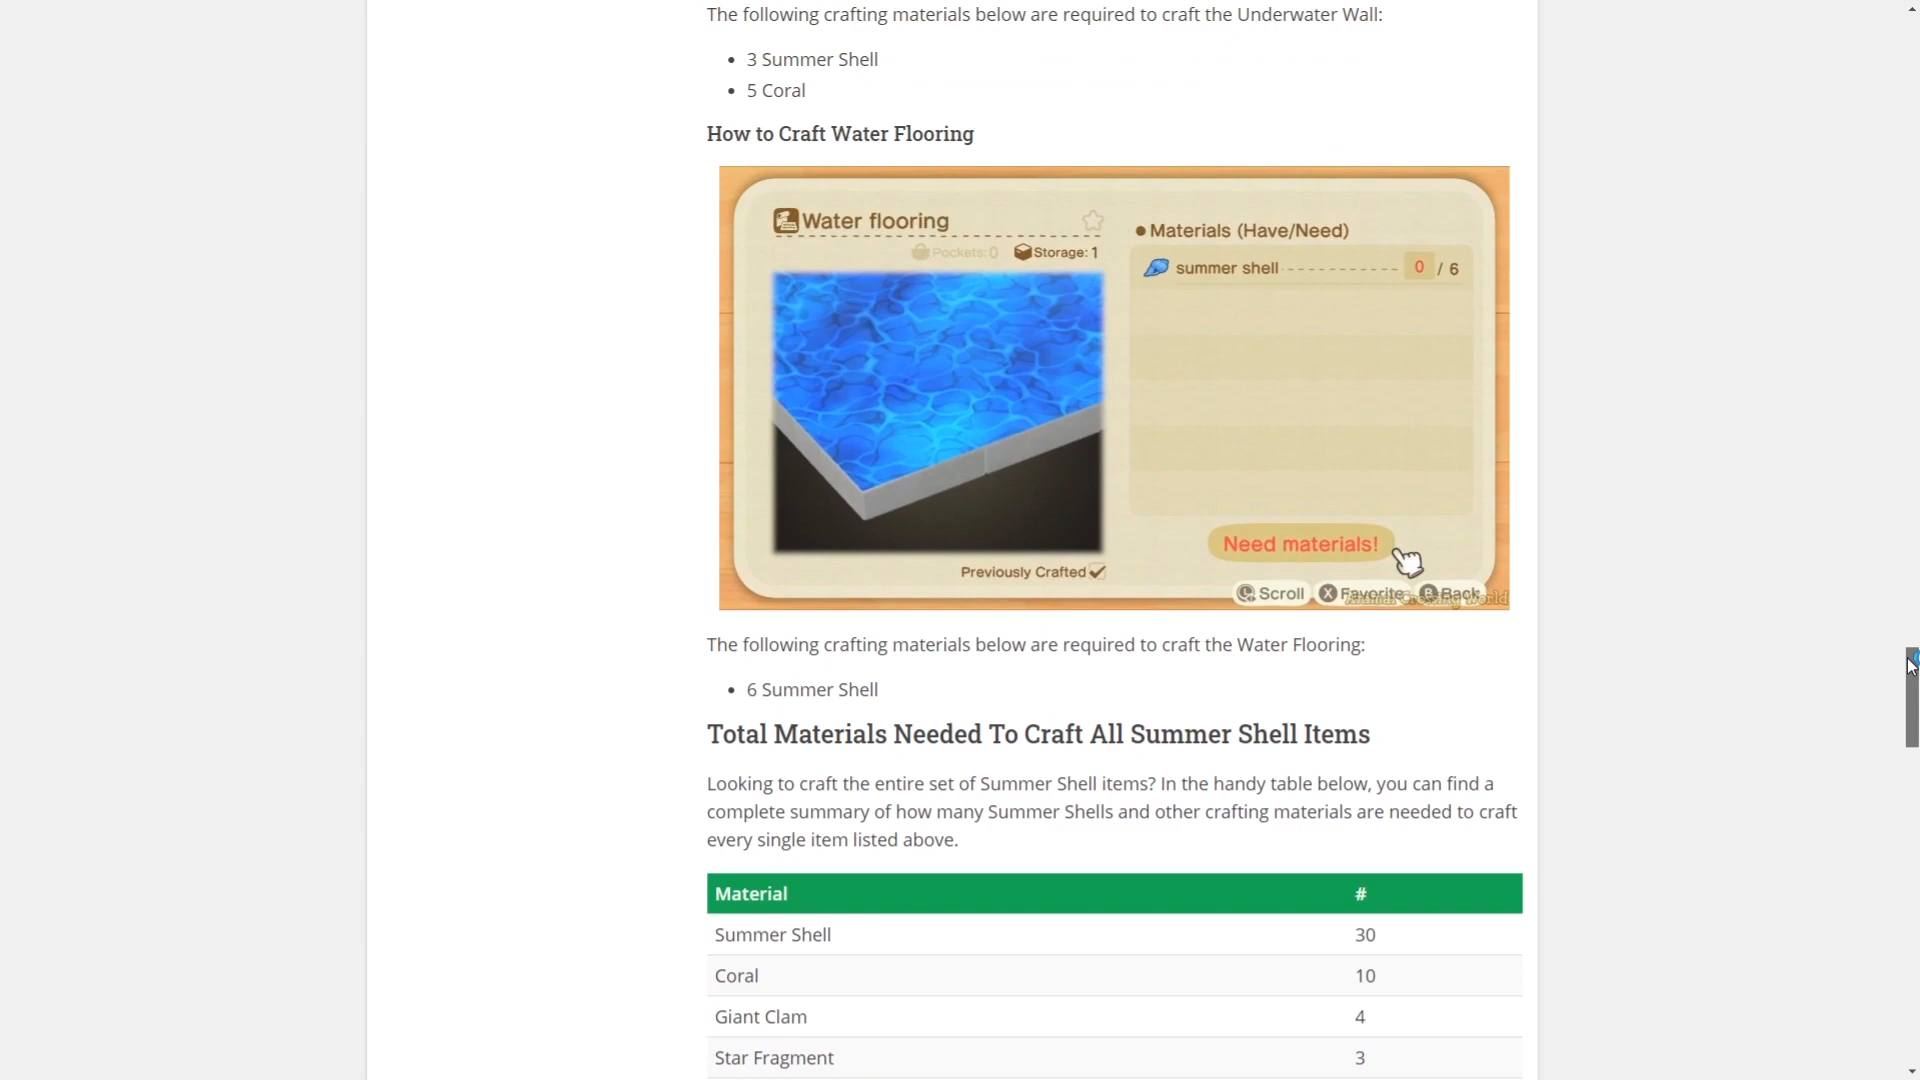 The following crafting materials below are required to craft the Underwater Wall:
• 3 Summer Shell
• 5 Coral
How to Craft Water Flooring
Water flooring
Pockets: 0 Storage: 1
• Materials (Have/Need)
summer shell 0 / 6
Need materials!
Previously Crafted
Scroll X Favorite B Back
Animal Crossing World
The following crafting materials below are required to craft the Water Flooring:
• 6 Summer Shell
Total Materials Needed To Craft All Summer Shell Items
Looking to craft the entire set of Summer Shell items? In the handy table below, you can find a
complete summary of how many Summer Shells and other crafting materials are needed to craft
every single item listed above.
Material #
Summer Shell 30
Coral 10
Giant Clam 4
Star Fragment 3